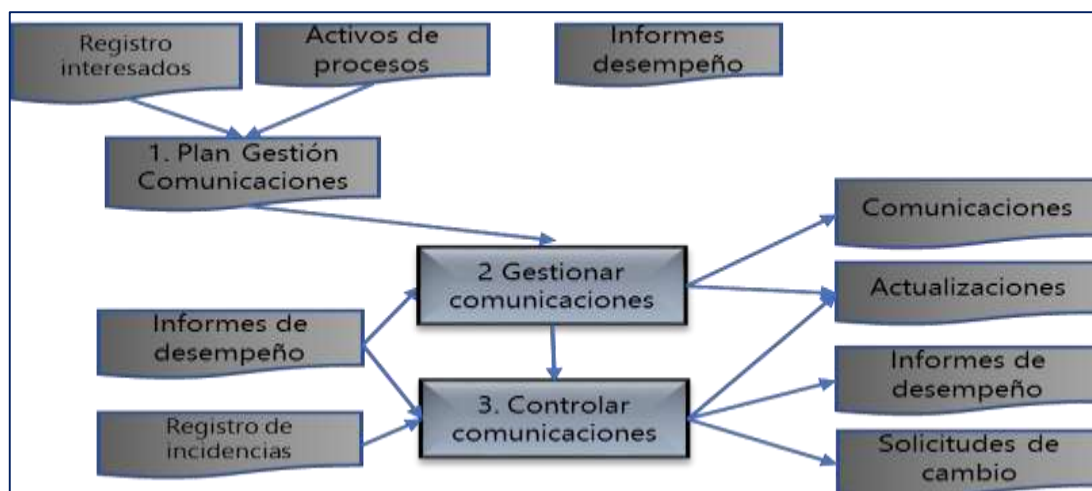 Registro
interesados
Activos de
procesos
Informes
desempeño
1. Plan Gestión
Comunicaciones
2 Gestionar
comunicaciones
Comunicaciones
Actualizaciones
Informes de
desempeño
Informes de
desempeño
3. Controlar
comunicaciones
Registro de
incidencias
Solicitudes de
cambio